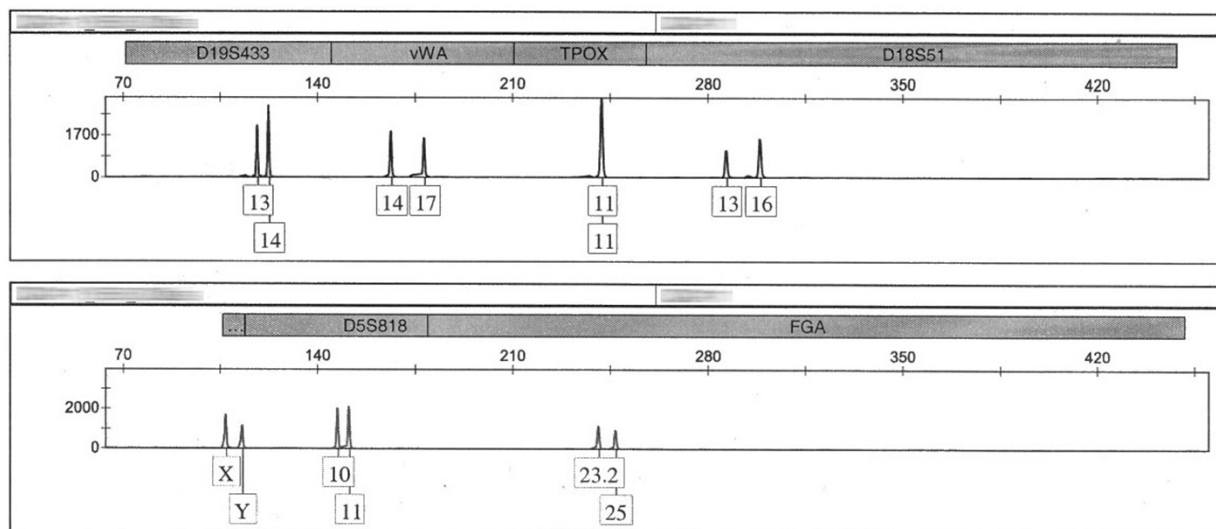 D19S433 vWA TPOX D18S51
70 140 210 280 350 420
1700
0
13 14 17 11 13 16
14 11
... D5S818 FGA
70 140 210 280 350 420
2000
0
X 10 23.2
Y 11 25